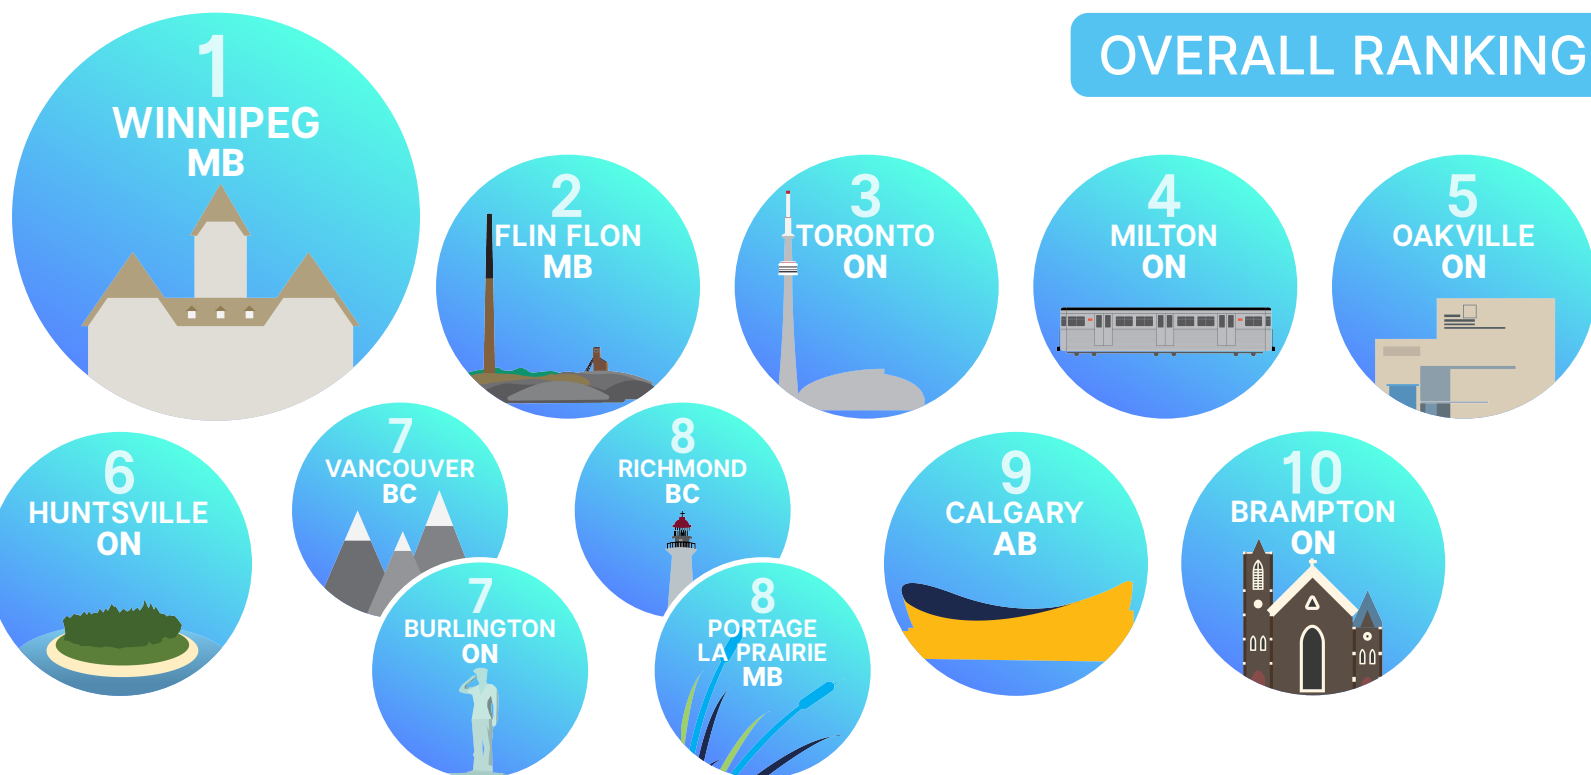 OVERALL RANKING
1
WINNIPEG
MB
2
FLIN FLON
MB
3
TORONTO
ON
4
MILTON
ON
5
OAKVILLE
ON
6
HUNTSVILLE
ON
7
VANCOUVER
BC
7
BURLINGTON
ON
8
RICHMOND
BC
8
PORTAGE
LA PRAIRIE
MB
9
CALGARY
AB
10
BRAMPTON
ON